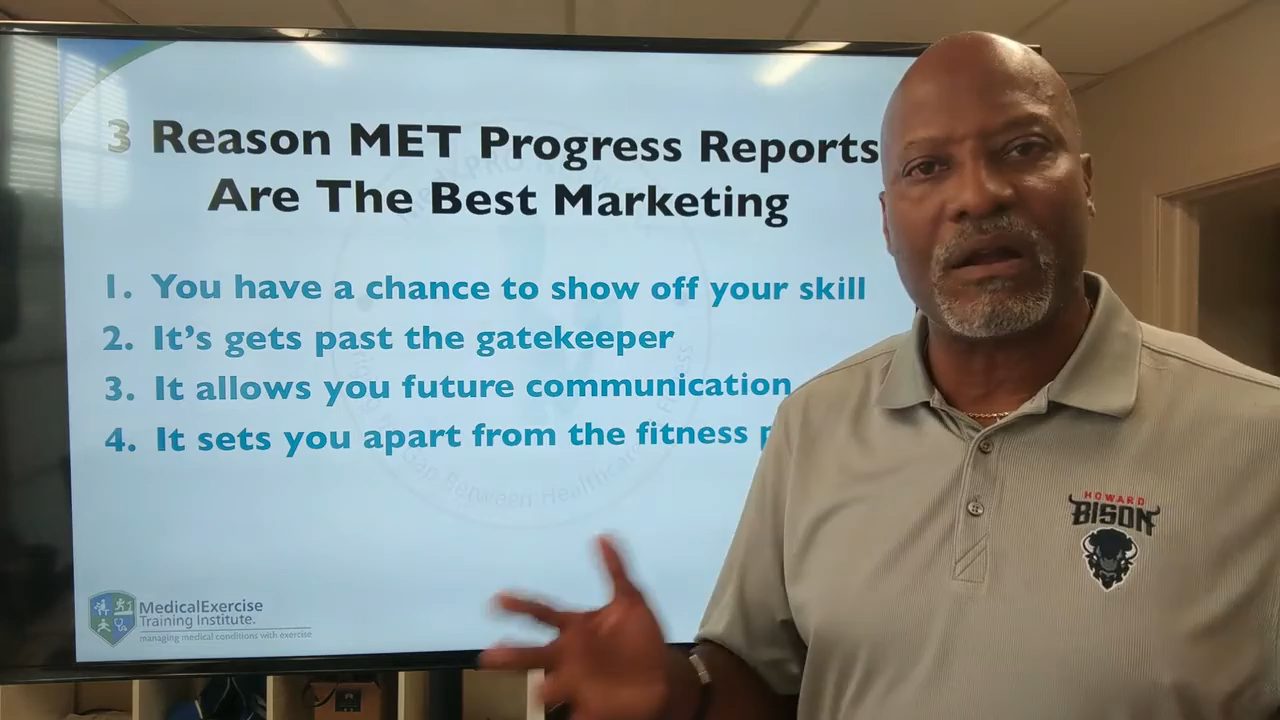 3 Reason MET Progress Reports
Are The Best Marketing
1. You have a chance to show off your skill
2. It's gets past the gatekeeper
3. It allows you future communication
4. It sets you apart from the fitness
Between Healthcare
MedicalExercise
Training Institute.
managing medical conditions with exercise
HOWARD
BISON